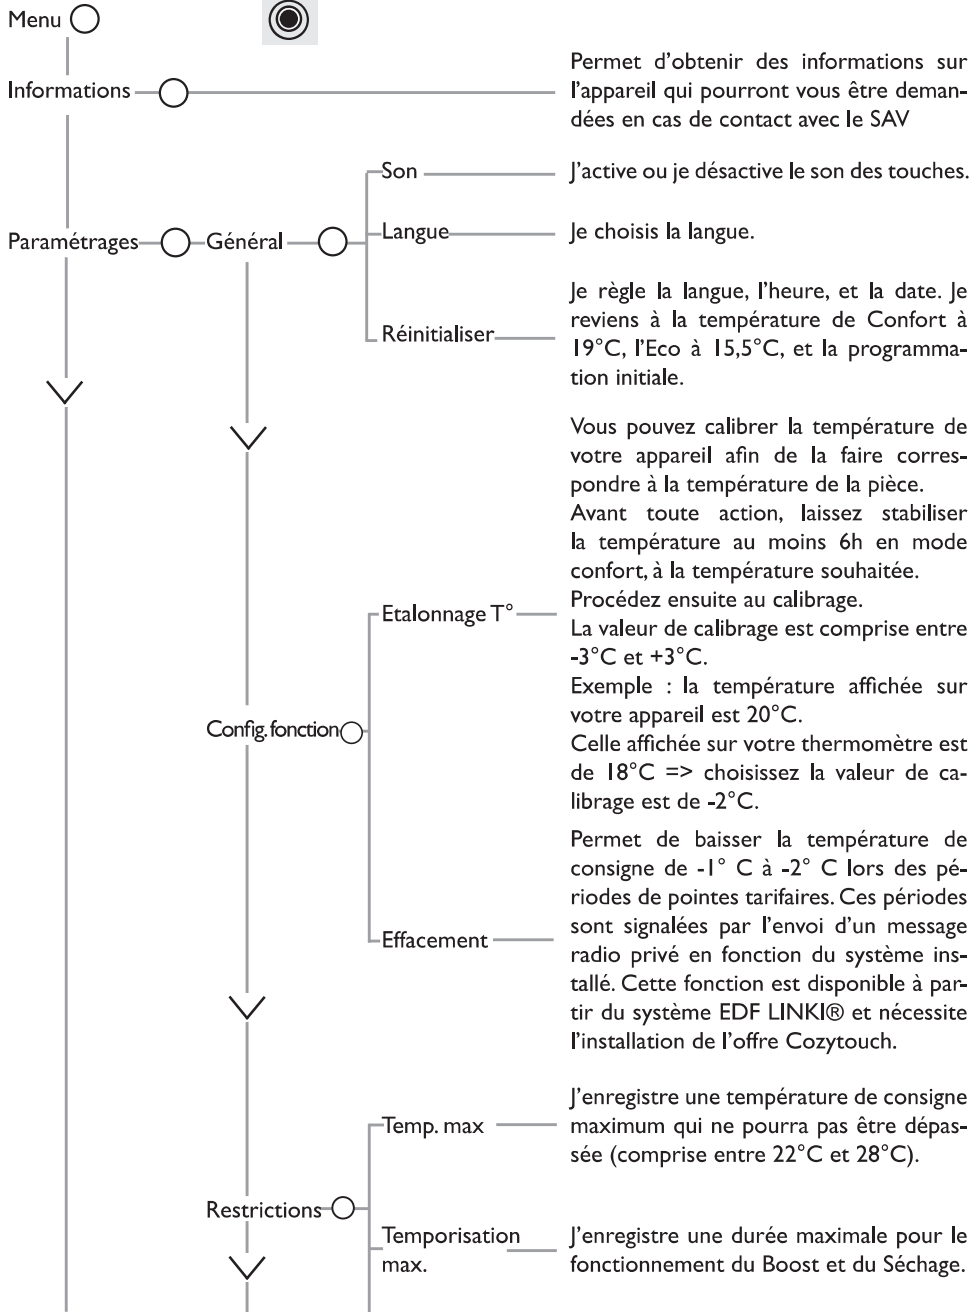 Menu
Informations
Permet d'obtenir des informations sur
l'appareil qui pourront vous être deman-
dées en cas de contact avec le SAV
Son
J'active ou je désactive le son des touches.
Paramétrages
Général
Langue
Je choisis la langue.
Réinitialiser
Je règle la langue, l'heure, et la date. Je
reviens à la température de Confort à
19°C, l'Eco à 15,5°C, et la programma-
tion initiale.
Config. fonction
Etalonnage T°
Vous pouvez calibrer la température de
votre appareil afin de la faire corres-
pondre à la température de la pièce.
Avant toute action, laissez stabiliser
la température au moins 6h en mode
confort, à la température souhaitée.
Procédez ensuite au calibrage.
La valeur de calibrage est comprise entre
-3°C et +3°C.
Exemple : la température affichée sur
votre appareil est 20°C.
Celle affichée sur votre thermomètre est
de 18°C => choisissez la valeur de ca-
librage est de -2°C.
Effacement
Permet de baisser la température de
consigne de -1° C à -2° C lors des pé-
riodes de pointes tarifaires. Ces périodes
sont signalées par l'envoi d'un message
radio privé en fonction du système ins-
tallé. Cette fonction est disponible à par-
tir du système EDF LINKI® et nécessite
l'installation de l'offre Cozytouch.
Restrictions
Temp. max
J'enregistre une température de consigne
maximum qui ne pourra pas être dépas-
sée (comprise entre 22°C et 28°C).
Temporisation
max.
J'enregistre une durée maximale pour le
fonctionnement du Boost et du Séchage.